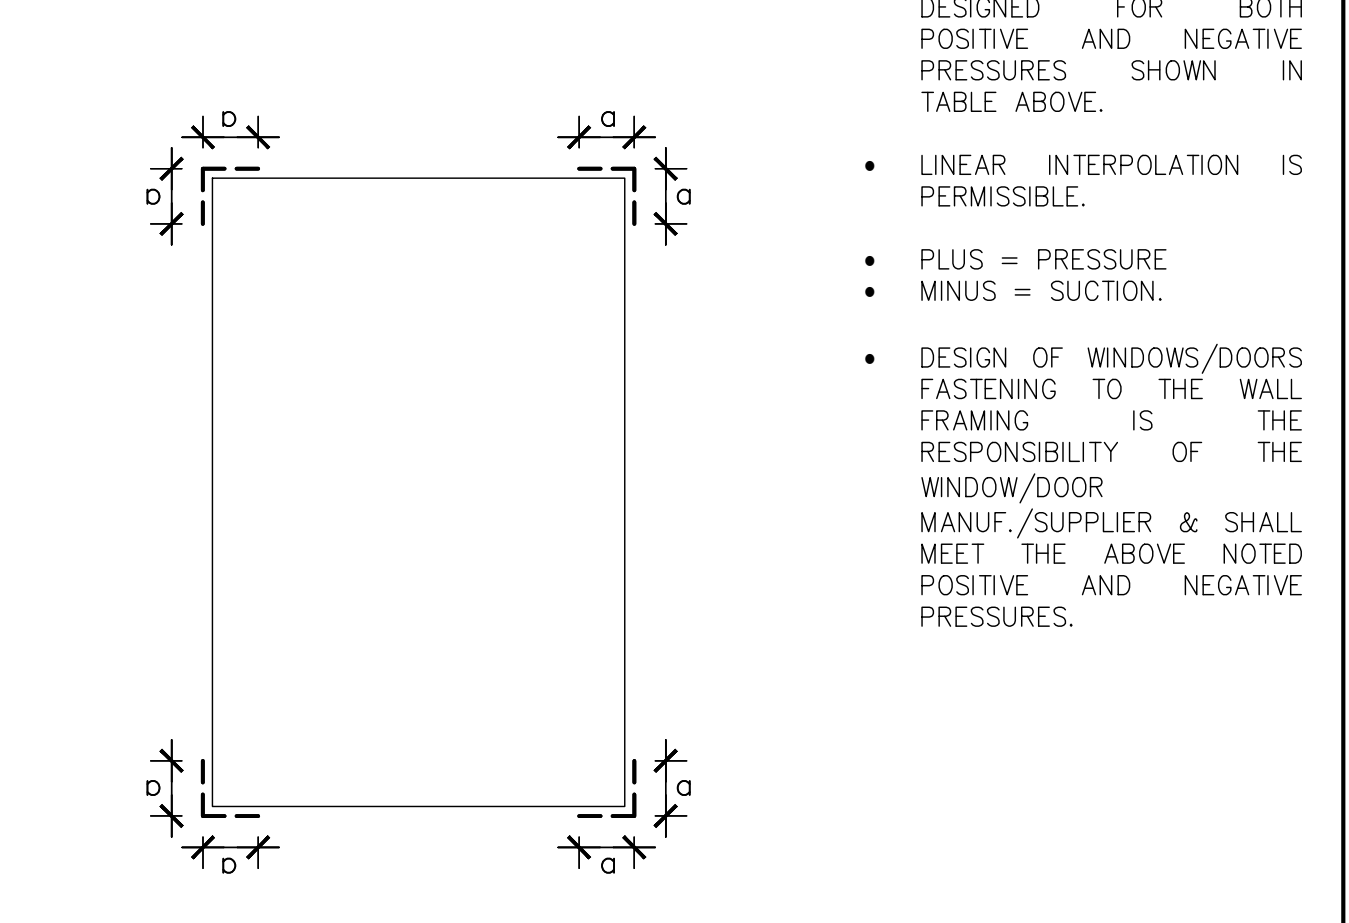 a
a
a
a
a
a
a
a
DESIGNED FOR BOTH
POSITIVE AND NEGATIVE
PRESSURES SHOWN IN
TABLE ABOVE.
• LINEAR INTERPOLATION IS
PERMISSIBLE.
• PLUS = PRESSURE
• MINUS = SUCTION.
• DESIGN OF WINDOWS/DOORS
FASTENING TO THE WALL
FRAMING IS THE
RESPONSIBILITY OF THE
WINDOW/DOOR
MANUF./SUPPLIER & SHALL
MEET THE ABOVE NOTED
POSITIVE AND NEGATIVE
PRESSURES.